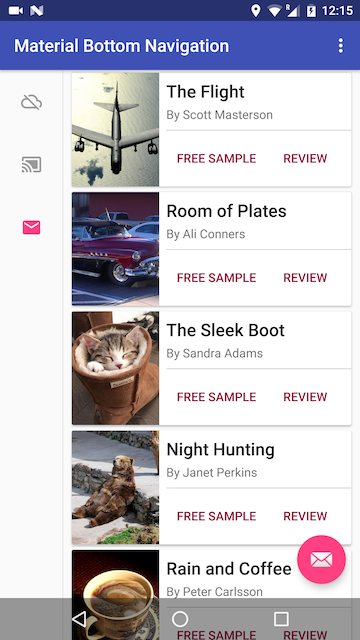 12:15
Material Bottom Navigation
The Flight
By Scott Masterson
FREE SAMPLE REVIEW
Room of Plates
By Ali Conners
FREE SAMPLE REVIEW
The Sleek Boot
By Sandra Adams
FREE SAMPLE REVIEW
Night Hunting
By Janet Perkins
FREE SAMPLE REVIEW
Rain and Coffee
By Peter Carlsson
FREE SAMPLE REVIEW